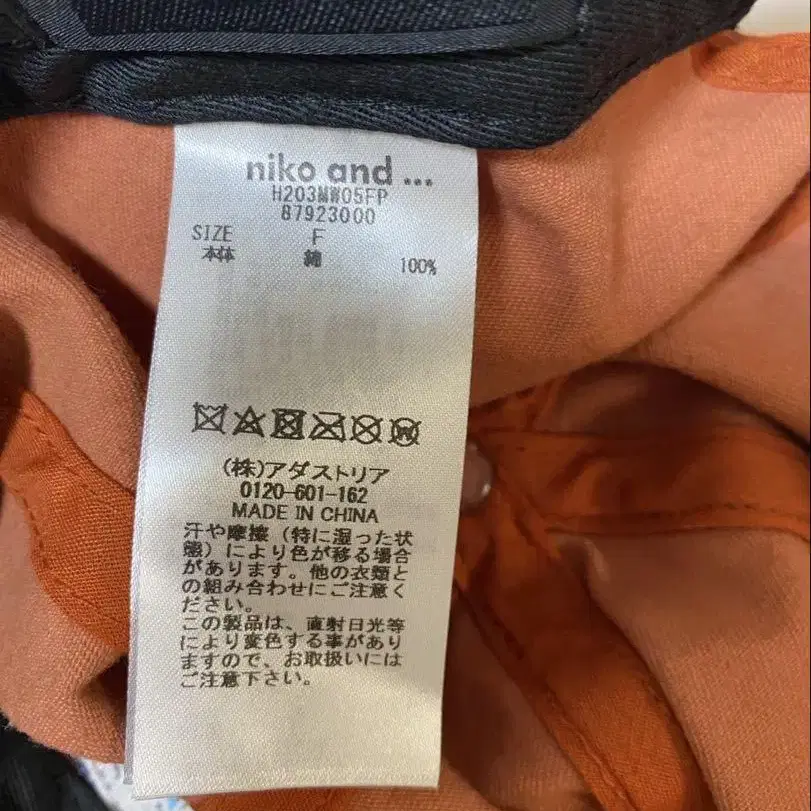 niko and ...
H203MW05FP
87923000
SIZE F
本体 綿 100%
(株)アダストリア
0120-601-162
MADE IN CHINA
汗や摩擦（特に湿った状
態）により色が移る場合
があります。他の衣類と
の組み合わせにご注意く
ださい。
この製品は、直射日光等
により変色する事があり
ますので、お取扱いには
ご注意下さい。